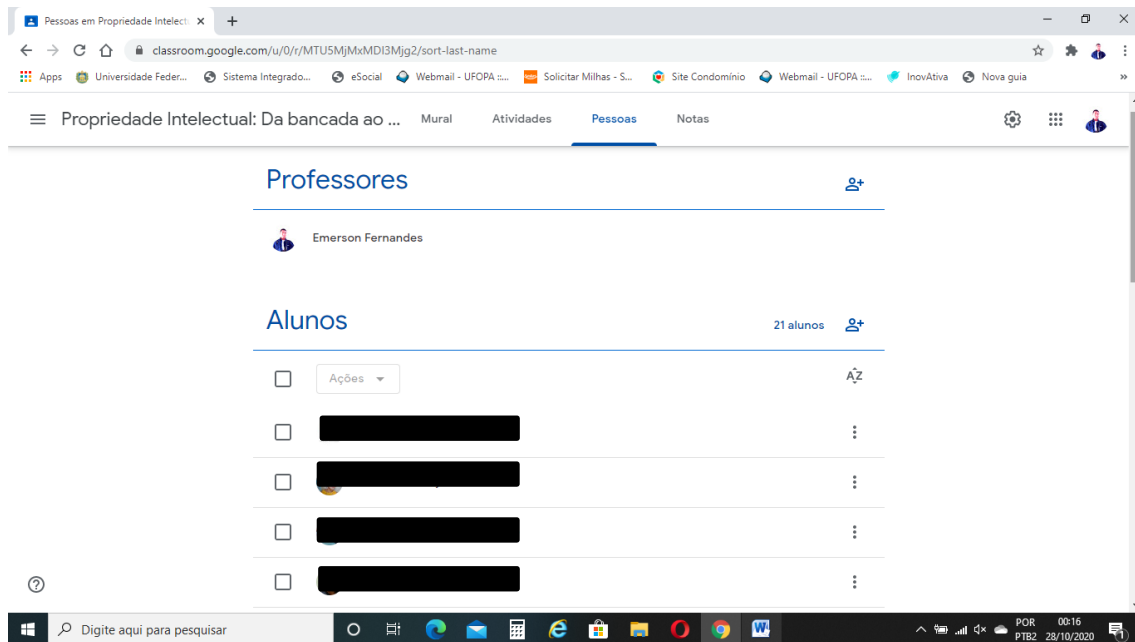 Pessoas em Propriedade Intelectu
classroom.google.com/u/0/r/MTU5MjMxMDI3Mjg2/sort-last-name
Apps Universidade Feder... Sistema Integrado... eSocial Webmail - UFOPA ::... Solicitar Milhas - S... Site Condomínio Webmail - UFOPA ::... InovAtiva Nova guia »
Propriedade Intelectual: Da bancada ao ... Mural Atividades Pessoas Notas
Professores
Emerson Fernandes
Alunos 21 alunos
Ações AZ
Digite aqui para pesquisar
POR 00:16
PTB2 28/10/2020